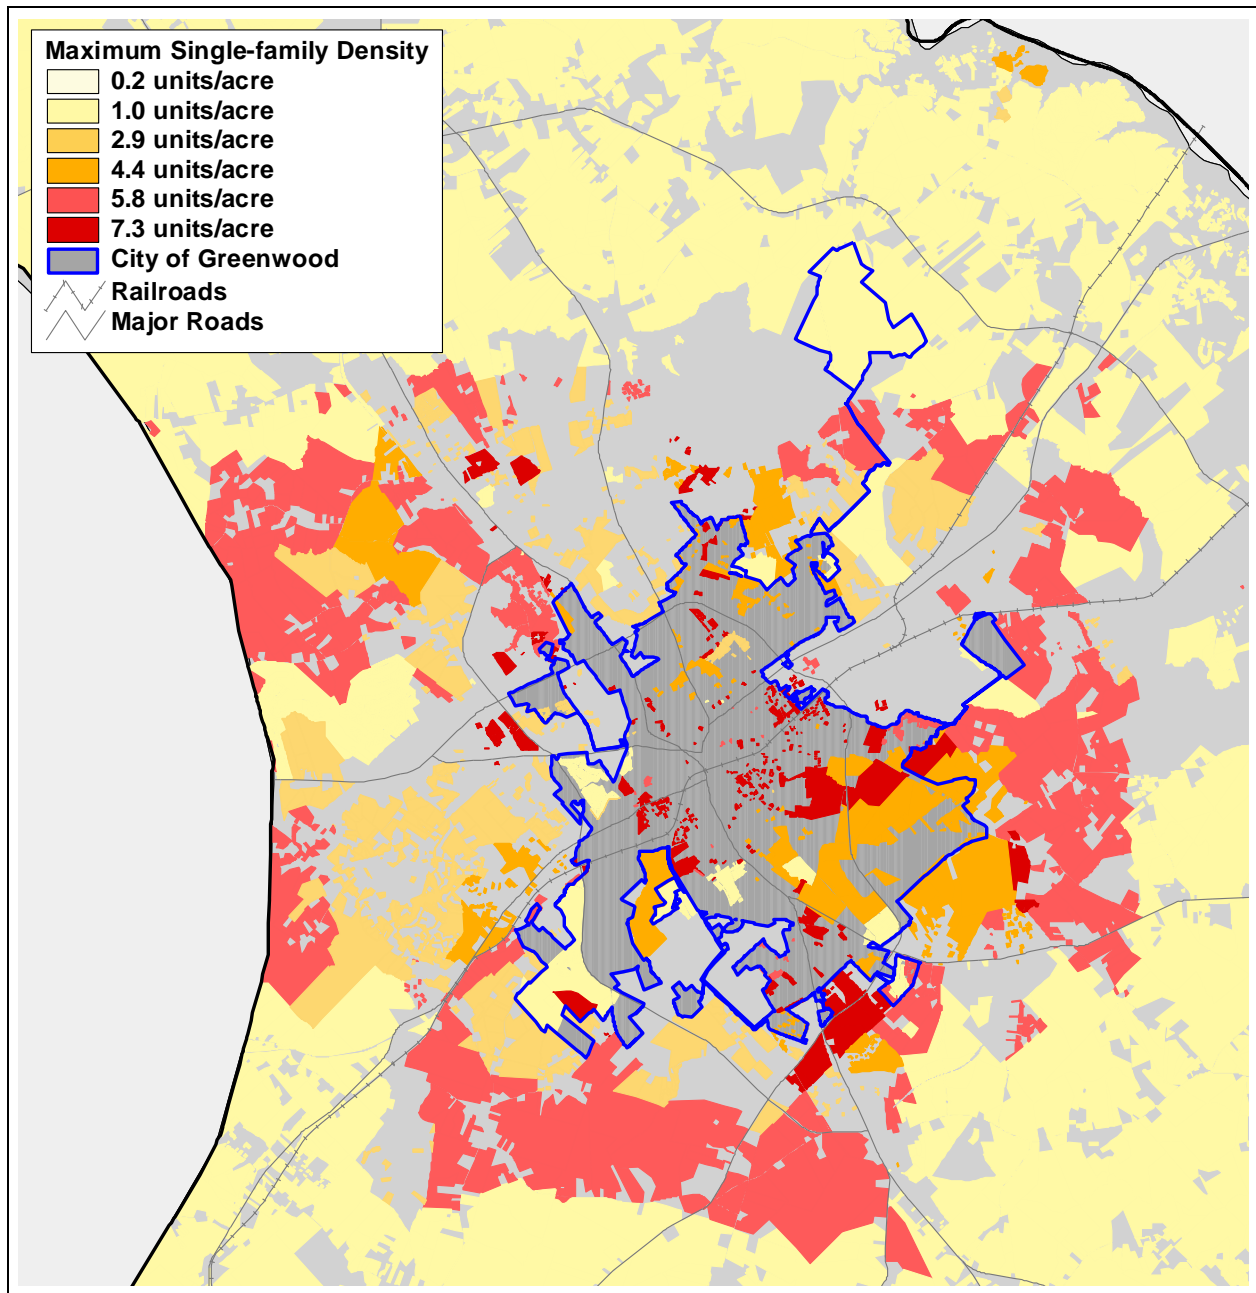 Maximum Single-family Density
0.2 units/acre
1.0 units/acre
2.9 units/acre
4.4 units/acre
5.8 units/acre
7.3 units/acre
City of Greenwood
Railroads
Major Roads